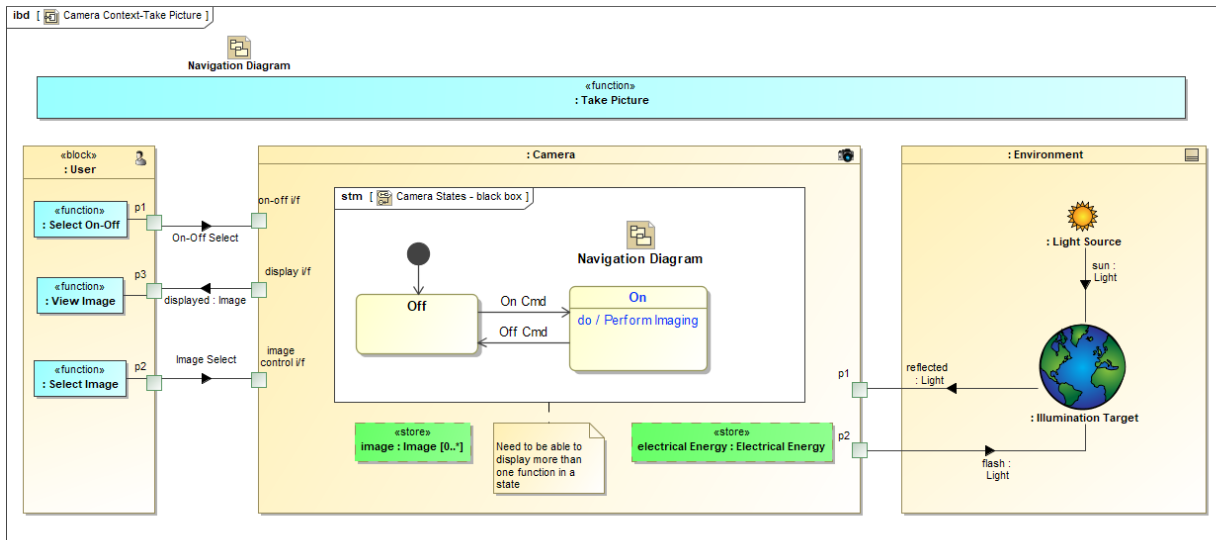 ibd [ Camera Context-Take Picture ]
Navigation Diagram
«function»
: Take Picture
«block»
: User
«function»
: Select On-Off
p1
«function»
: View Image
p3
«function»
: Select Image
p2
On-Off Select
displayed : Image
Image Select
: Camera
on-off i/f
display i/f
image
control i/f
stm [ Camera States - black box ]
Navigation Diagram
Off
On Cmd
Off Cmd
On
do / Perform Imaging
«store»
image : Image [0..*]
Need to be able to
display more than
one function in a
state
«store»
electrical Energy : Electrical Energy
p1
p2
reflected
: Light
flash :
Light
: Environment
: Light Source
sun :
Light
: Illumination Target